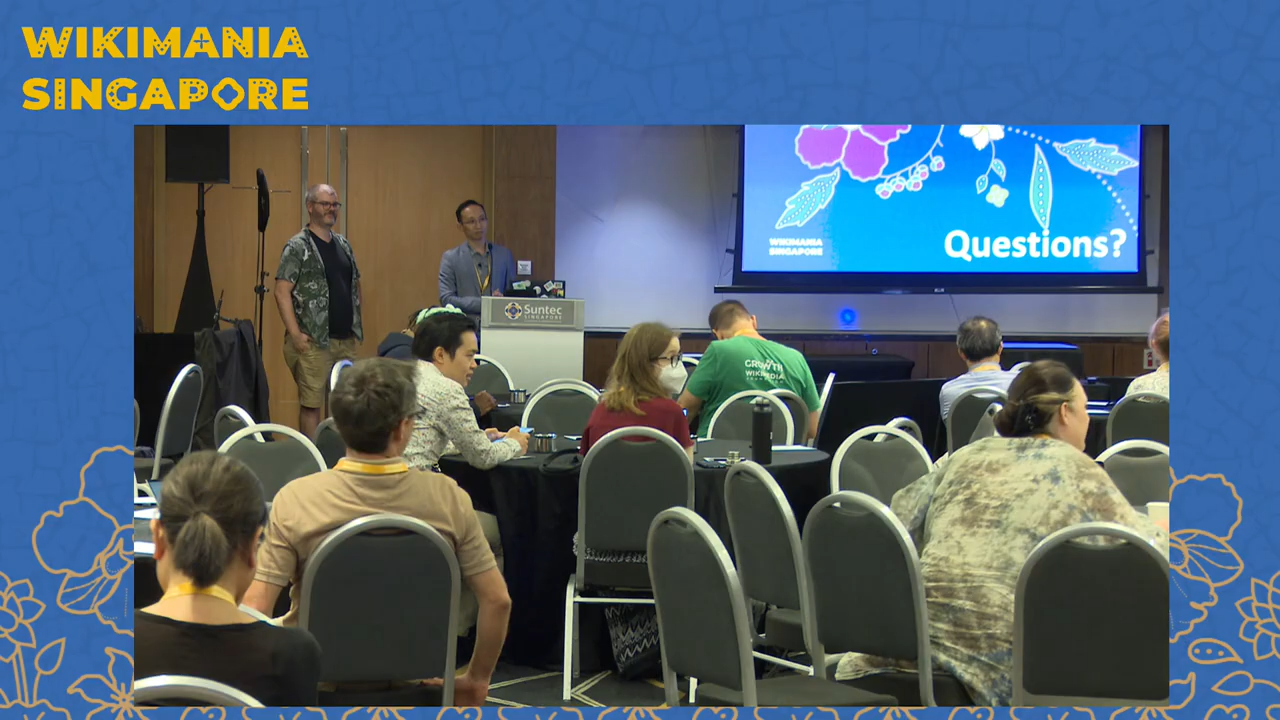 WIKIMANIA
SINGAPORE
WIKIMANIA
SINGAPORE
Questions?
Suntec
SINGAPORE
GROWTH
WIKIMEDIA